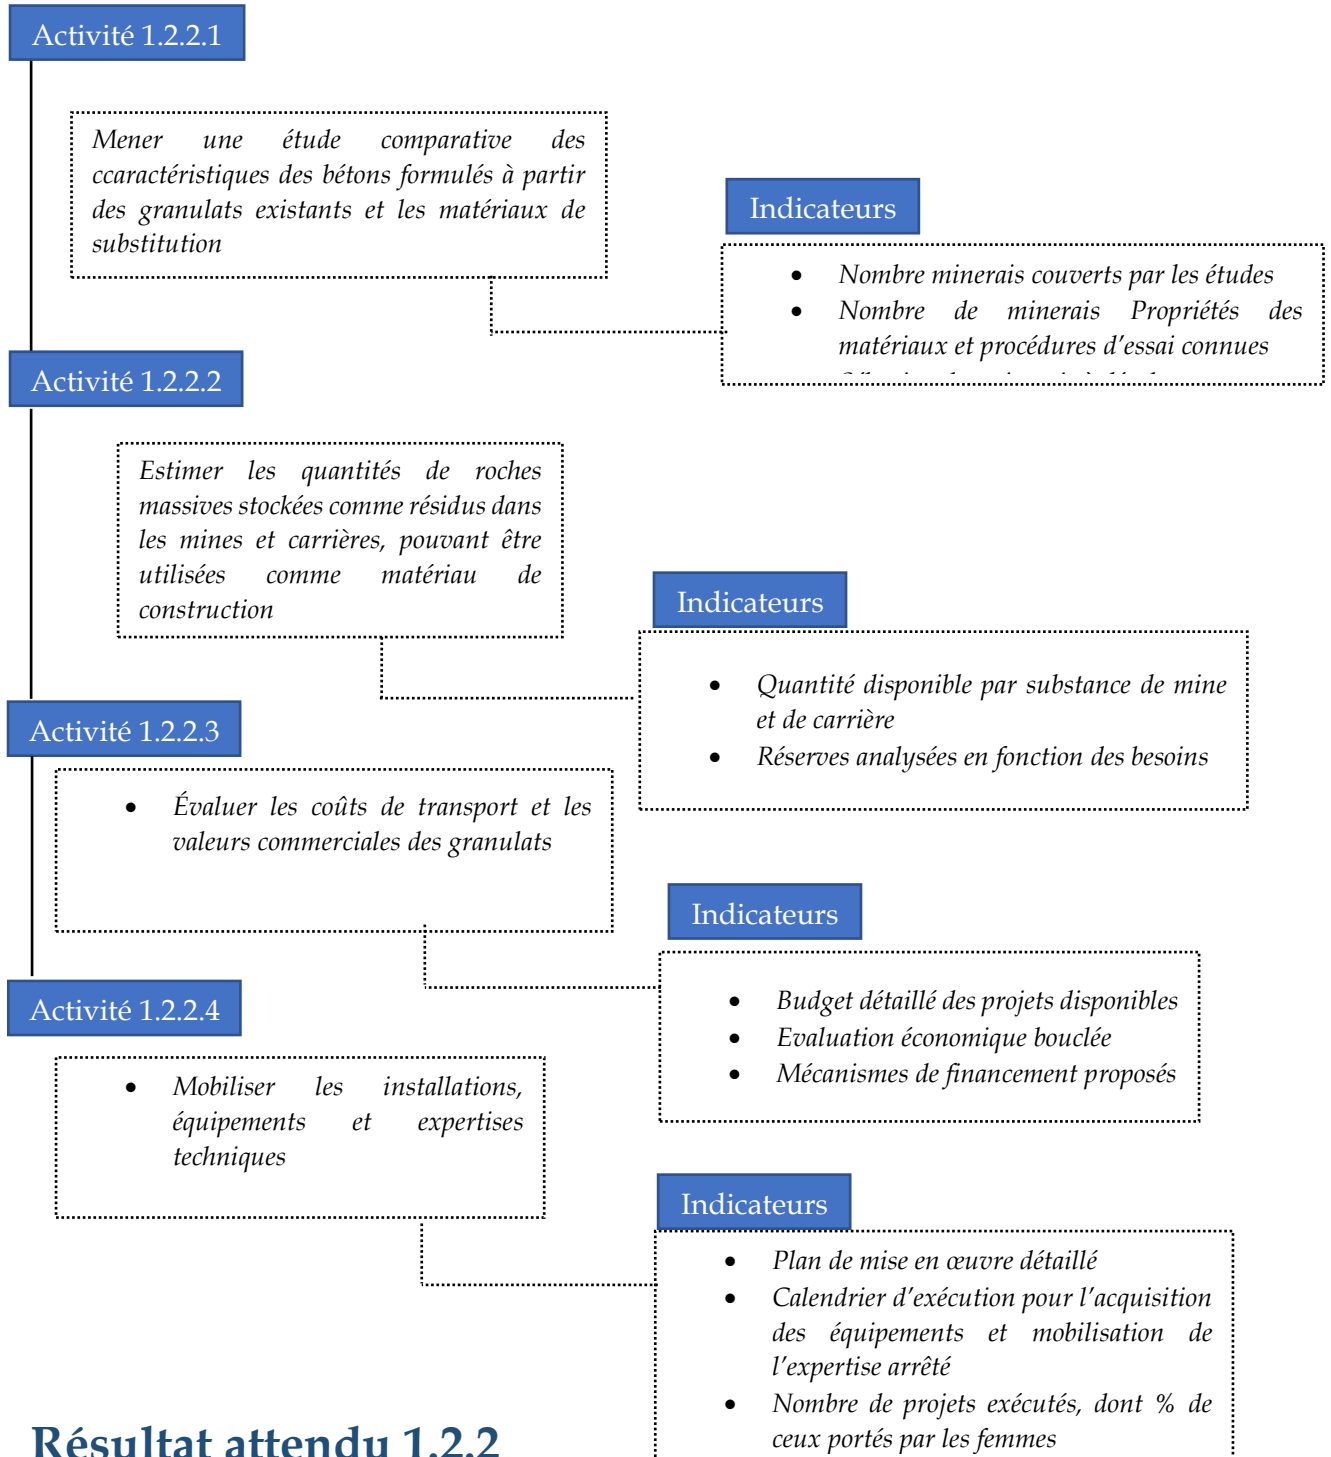 Activité 1.2.2.1
Mener une étude comparative des
ccaractéristiques des bétons formulés à partir
des granulats existants et les matériaux de
substitution
Indicateurs
• Nombre minerais couverts par les études
• Nombre de minerais Propriétés des
matériaux et procédures d’essai connues
Activité 1.2.2.2
Estimer les quantités de roches
massives stockées comme résidus dans
les mines et carrières, pouvant être
utilisées comme matériau de
construction
Indicateurs
• Quantité disponible par substance de mine
et de carrière
• Réserves analysées en fonction des besoins
Activité 1.2.2.3
• Évaluer les coûts de transport et les
valeurs commerciales des granulats
Indicateurs
• Budget détaillé des projets disponibles
• Evaluation économique bouclée
• Mécanismes de financement proposés
Activité 1.2.2.4
• Mobiliser les installations,
équipements et expertises
techniques
Indicateurs
• Plan de mise en œuvre détaillé
• Calendrier d’exécution pour l’acquisition
des équipements et mobilisation de
l’expertise arrêté
• Nombre de projets exécutés, dont % de
ceux portés par les femmes
Résultat attendu 1.2.2